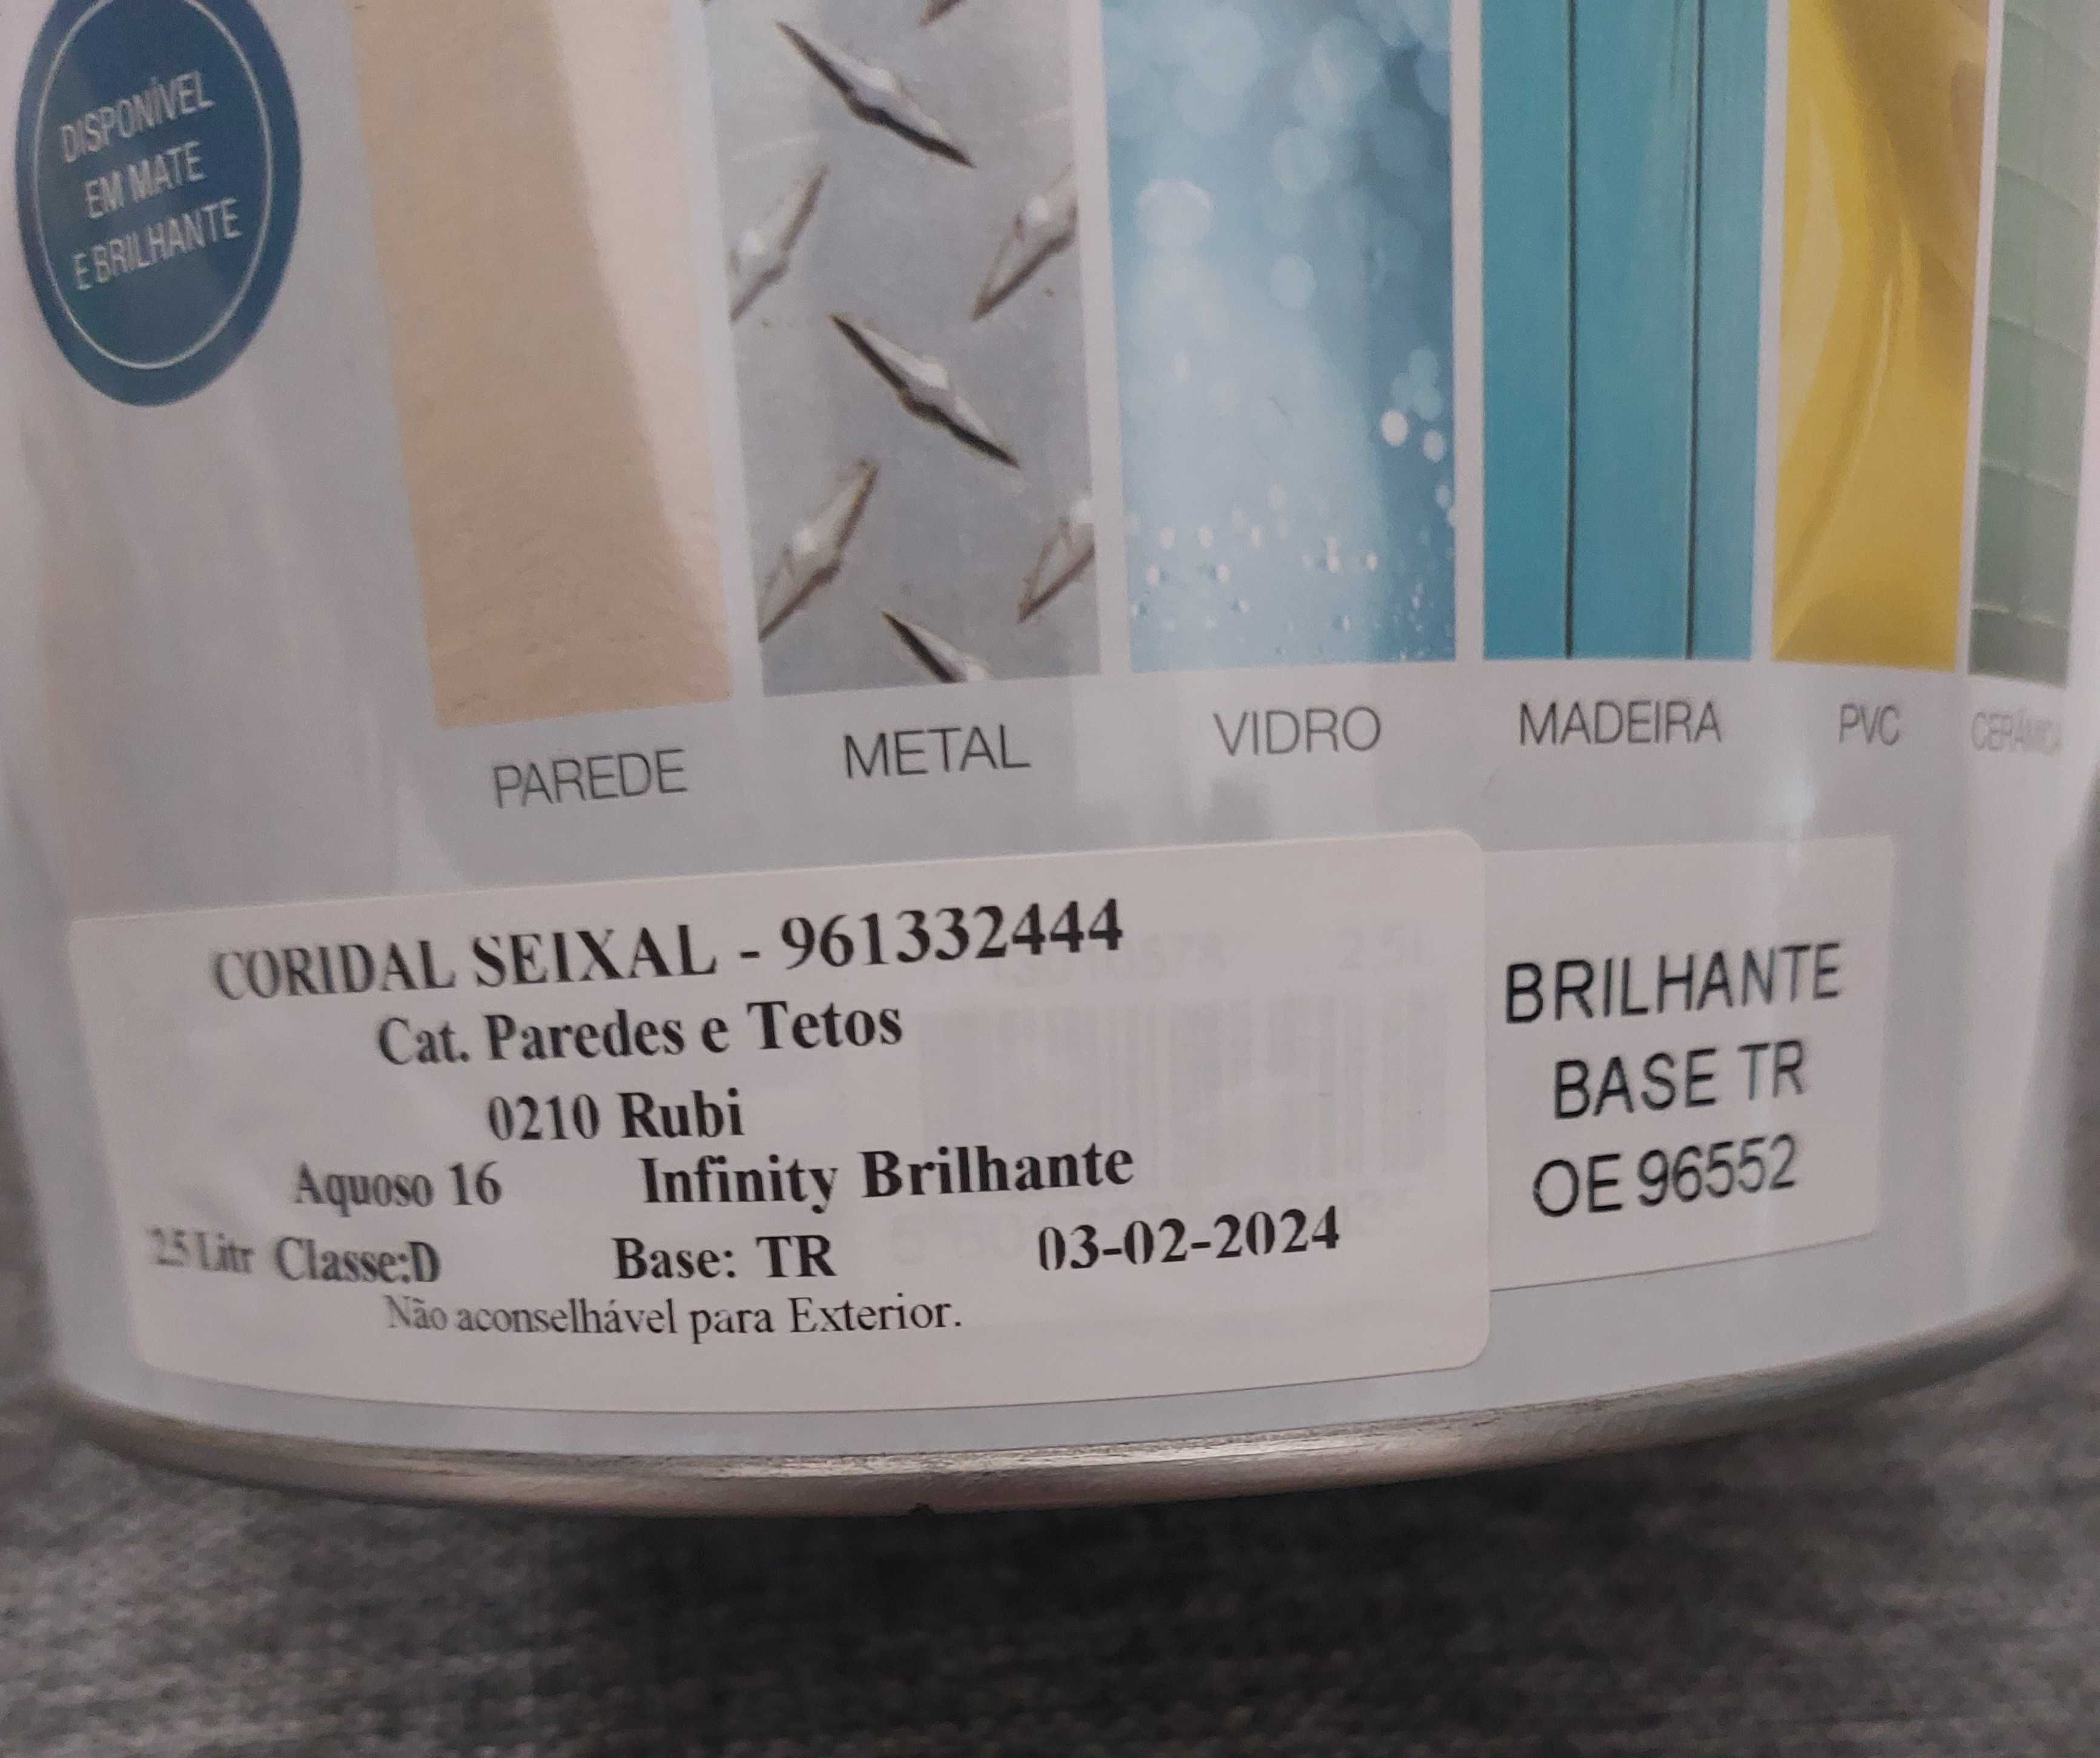 DISPONÍVEL
EM MATE
E BRILHANTE
PAREDE
METAL
VIDRO
MADEIRA
PVC
CERÂMICA
CORIDAL SEIXAL - 961332444
Cat. Paredes e Tetos
0210 Rubi
Aquoso 16 Infinity Brilhante
2.5 Litr Classe:D Base: TR 03-02-2024
Não aconselhável para Exterior.
BRILHANTE
BASE TR
OE 96552